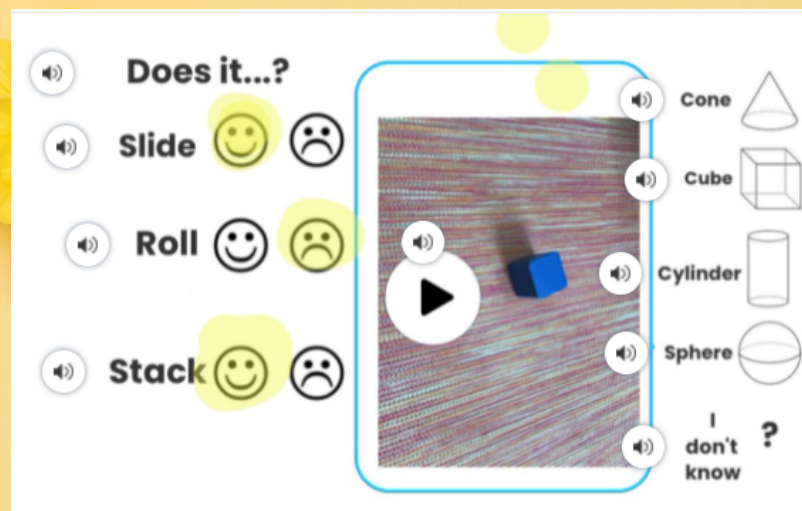 Does it...?
Slide
Roll
Stack
Cone
Cube
Cylinder
Sphere
I
don't
know
?